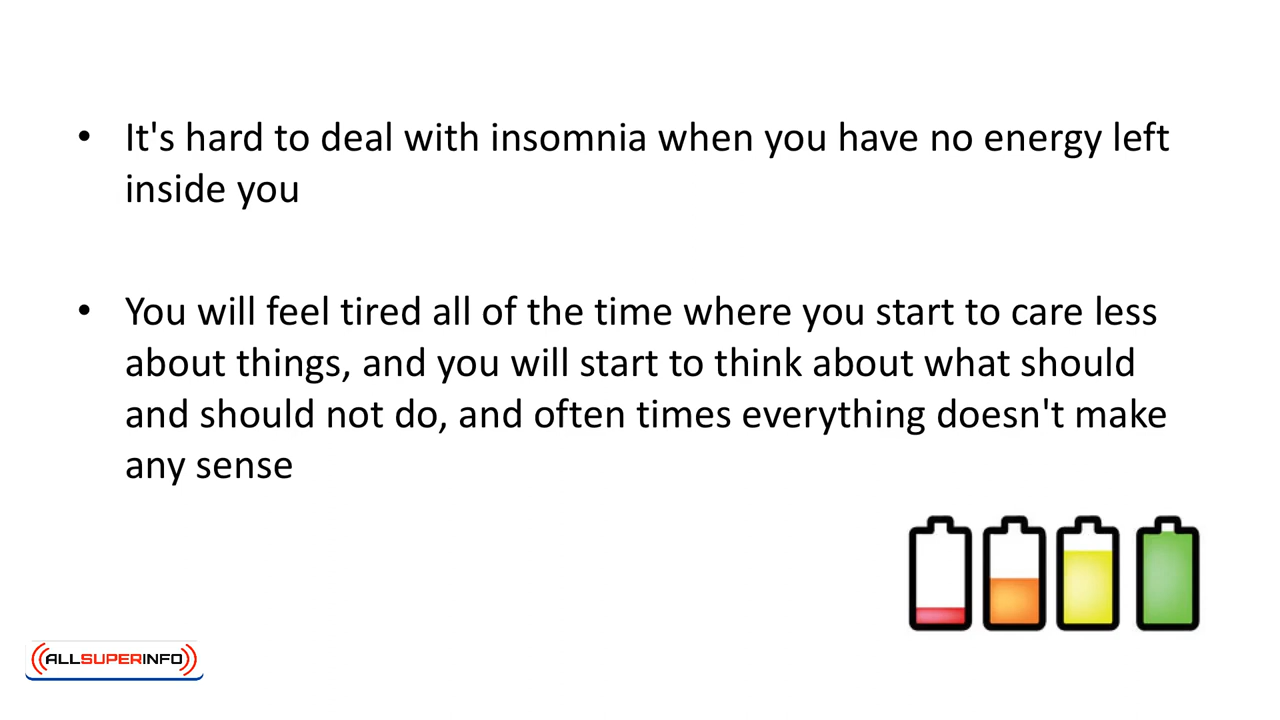 • It's hard to deal with insomnia when you have no energy left
inside you
• You will feel tired all of the time where you start to care less
about things, and you will start to think about what should
and should not do, and often times everything doesn't make
any sense
ALLSUPERINFO